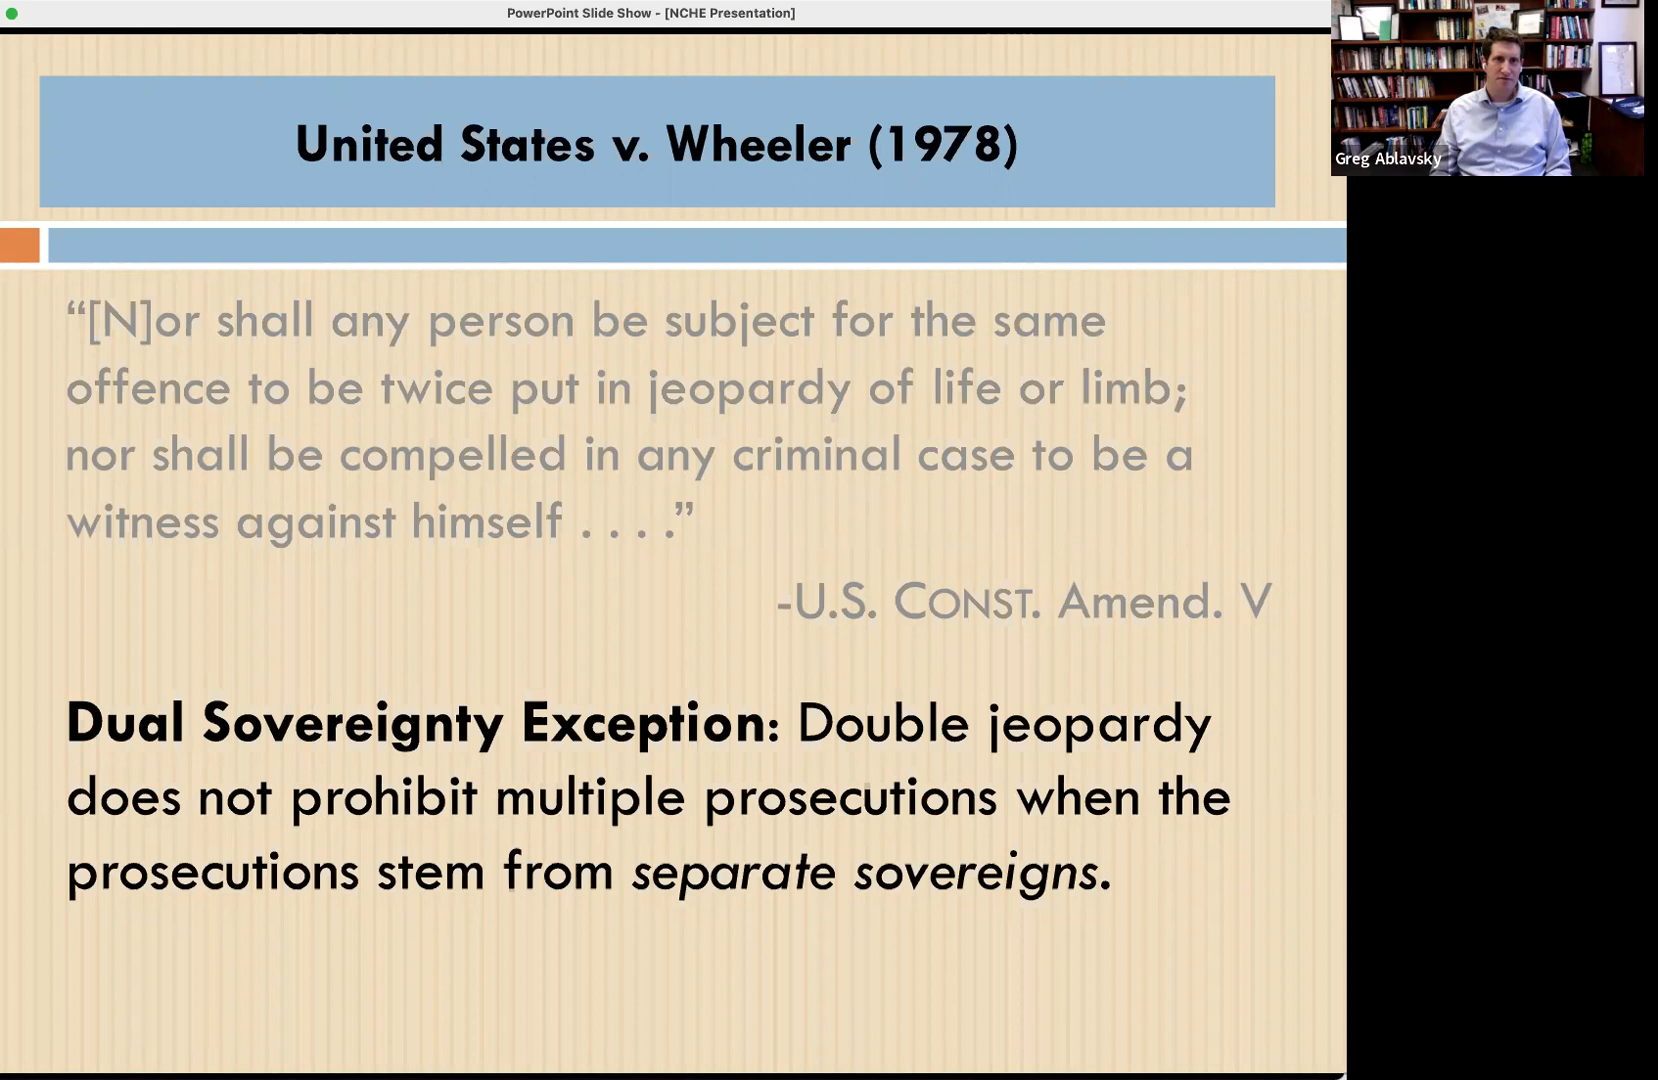 PowerPoint Slide Show - [NCHE Presentation]
United States v. Wheeler (1978)
Greg Ablavsky
“[N]or shall any person be subject for the same
offence to be twice put in jeopardy of life or limb;
nor shall be compelled in any criminal case to be a
witness against himself . . . .”
-U.S. CONST. Amend. V
Dual Sovereignty Exception: Double jeopardy
does not prohibit multiple prosecutions when the
prosecutions stem from separate sovereigns.